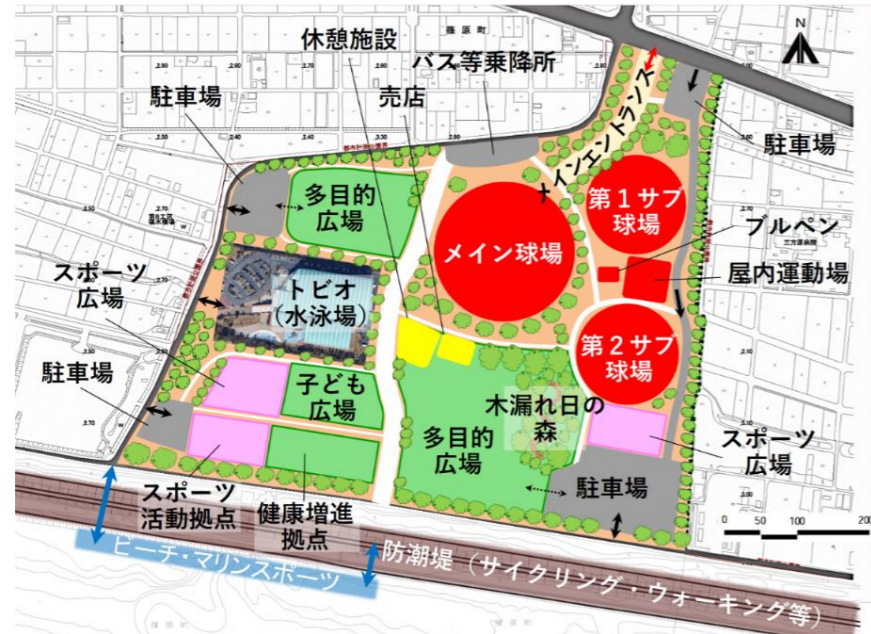 篠原町
N
休憩施設
バス等乗降所
売店
駐車場
メインエントランス
駐車場
多目的
広場
第1サブ
球場
メイン球場
ブルペン
屋内運動場
スポーツ
広場
トビオ
(水泳場)
第2サブ
球場
駐車場
子ども
広場
木漏れ日の
森
多目的
広場
スポーツ
広場
駐車場
スポーツ
活動拠点
健康増進
拠点
0 50 100 200
ビーチ・マリンスポーツ
防潮堤(サイクリング・ウォーキング等)
篠原町